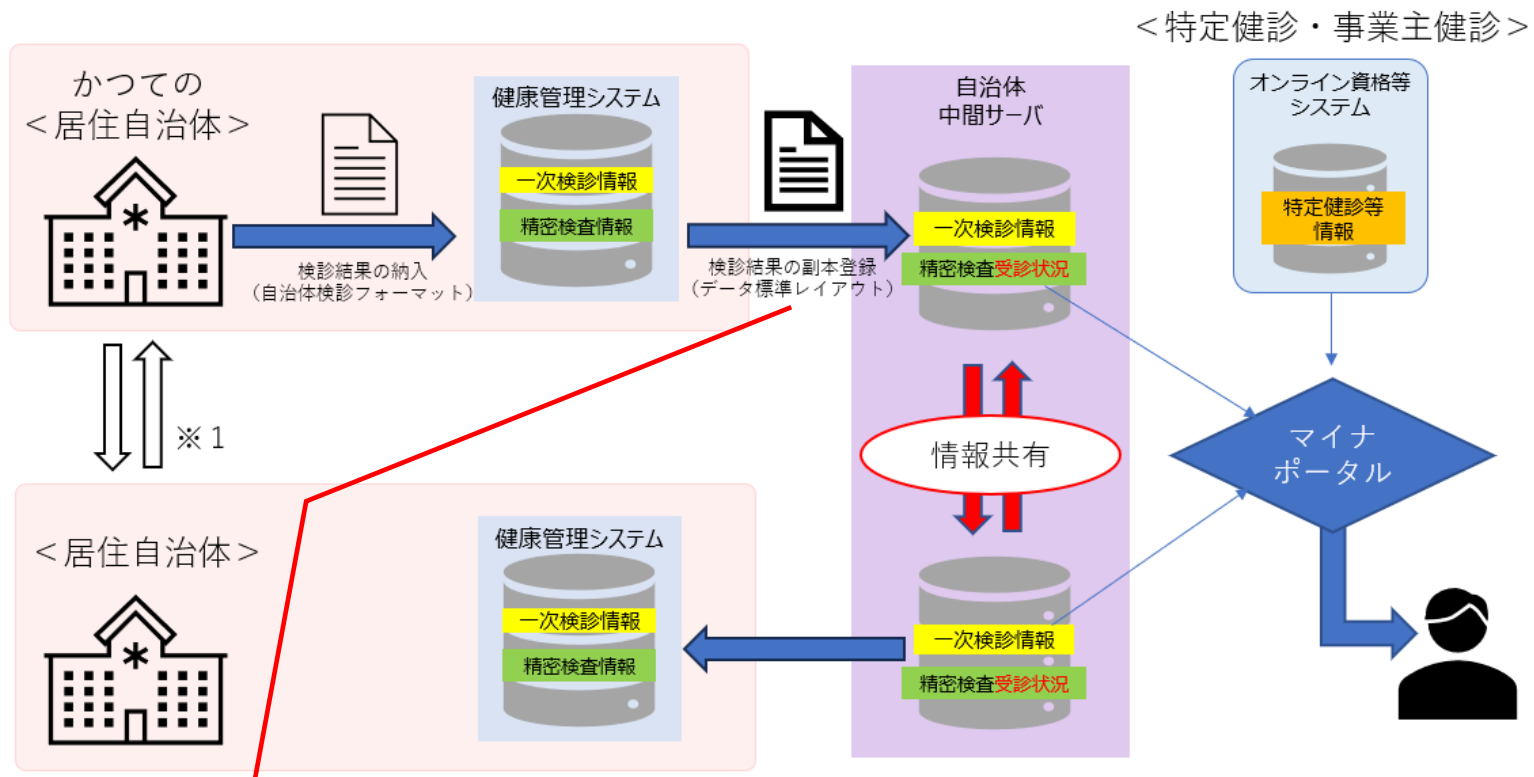 ＜特定健診・事業主健診＞
かつての
＜居住自治体＞
検診結果の納入
（自治体検診フォーマット）
健康管理システム
一次検診情報
精密検査情報
検診結果の副本登録
（データ標準レイアウト）
自治体
中間サーバ
一次検診情報
精密検査受診状況
オンライン資格等
システム
特定健診等
情報
※１
情報共有
マイナ
ポータル
＜居住自治体＞
健康管理システム
一次検診情報
精密検査情報
一次検診情報
精密検査受診状況